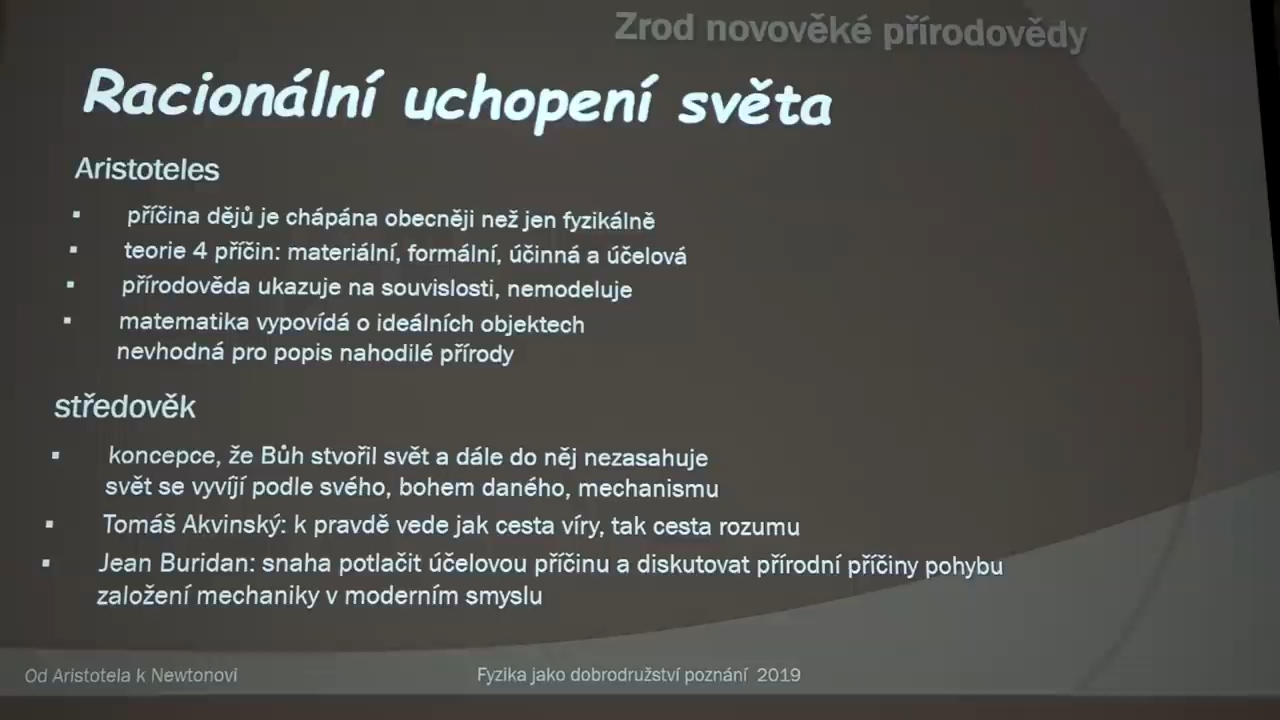 Zrod novověké přírodovědy
Racionální uchopení světa
Aristoteles
▪ příčina dějů je chápána obecněji než jen fyzikálně
▪ teorie 4 příčin: materiální, formální, účinná a účelová
▪ přírodověda ukazuje na souvislosti, nemodeluje
▪ matematika vypovídá o ideálních objektech
nevhodná pro popis nahodilé přírody
středověk
▪ koncepce, že Bůh stvořil svět a dále do něj nezasahuje
svět se vyvíjí podle svého, bohem daného, mechanismu
▪ Tomáš Akvinský: k pravdě vede jak cesta víry, tak cesta rozumu
▪ Jean Buridan: snaha potlačit účelovou příčinu a diskutovat přírodní příčiny pohybu
založení mechaniky v moderním smyslu
Od Aristotela k Newtonovi
Fyzika jako dobrodružství poznání 2019